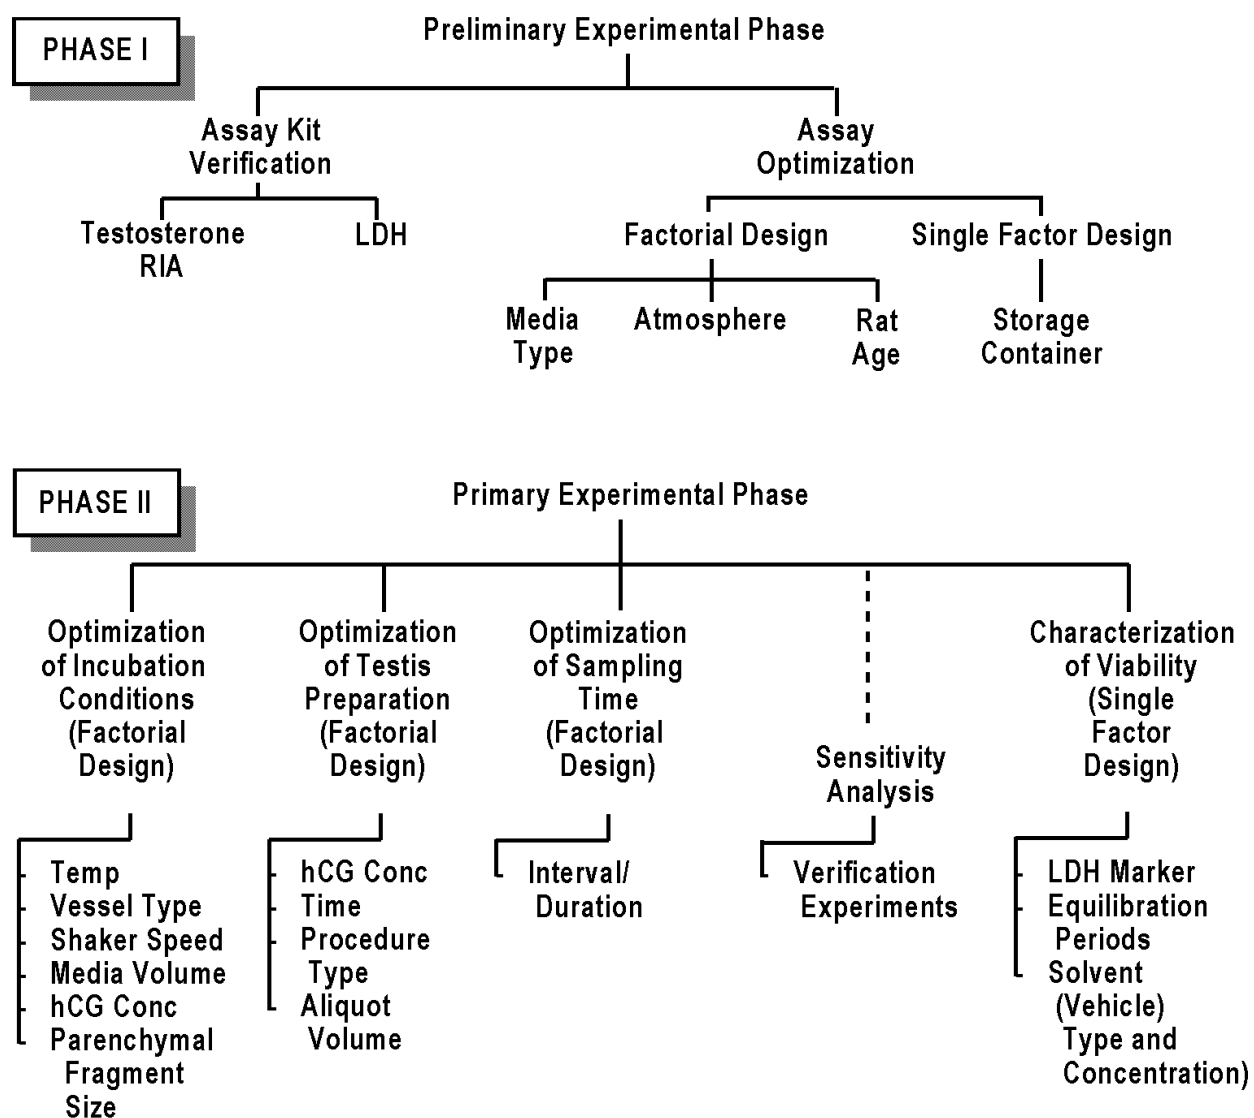 PHASE I
Preliminary Experimental Phase
Assay Kit
Verification
Assay
Optimization
Testosterone
RIA
LDH
Factorial Design
Single Factor Design
Media
Type
Atmosphere
Rat
Age
Storage
Container
PHASE II
Primary Experimental Phase
Optimization
of Incubation
Conditions
(Factorial
Design)
Optimization
of Testis
Preparation
(Factorial
Design)
Optimization
of Sampling
Time
(Factorial
Design)
Sensitivity
Analysis
Characterization
of Viability
(Single
Factor
Design)
Temp
Vessel Type
Shaker Speed
Media Volume
hCG Conc
Parenchymal
Fragment
Size
hCG Conc
Time
Procedure
Type
Aliquot
Volume
Interval/
Duration
Verification
Experiments
LDH Marker
Equilibration
Periods
Solvent
(Vehicle)
Type and
Concentration)